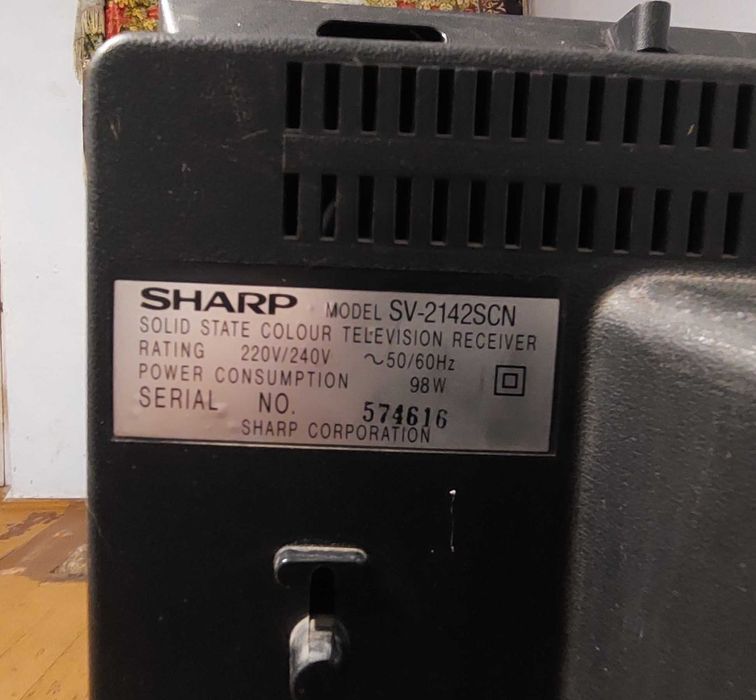 SHARP MODEL SV-2142SCN
SOLID STATE COLOUR TELEVISION RECEIVER
RATING 220V/240V ~50/60Hz
POWER CONSUMPTION 98W
SERIAL NO. 574616
SHARP CORPORATION